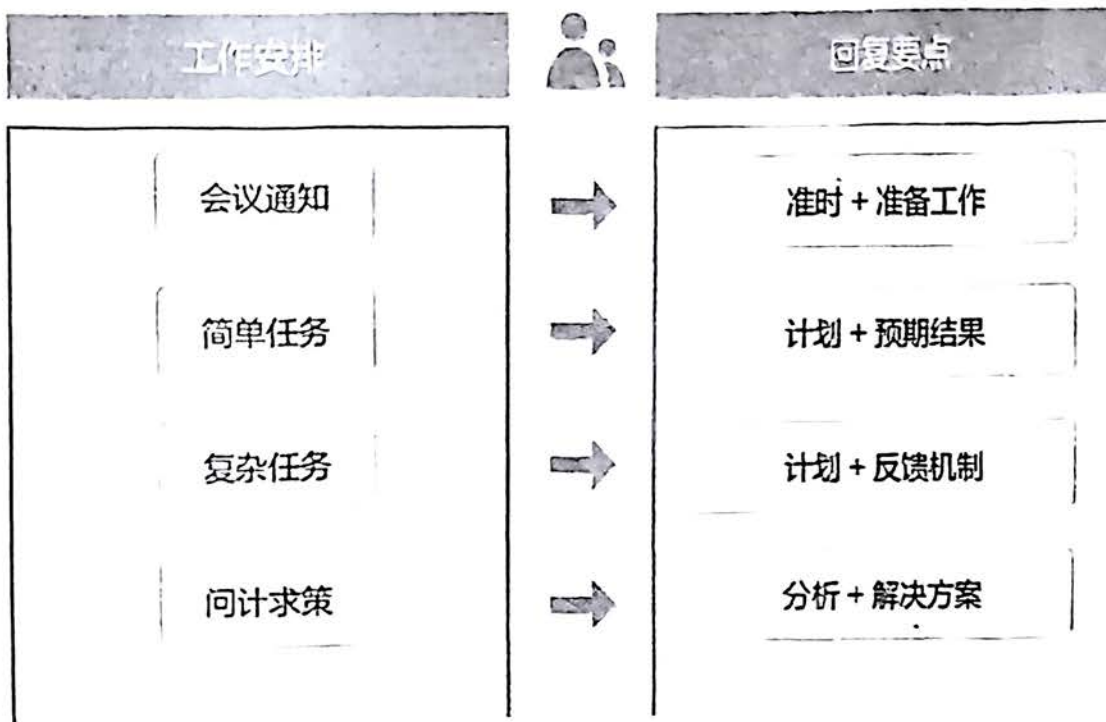 工作安排
回复要点
会议通知
准时 + 准备工作
简单任务
计划 + 预期结果
复杂任务
计划 + 反馈机制
问计求策
分析 + 解决方案